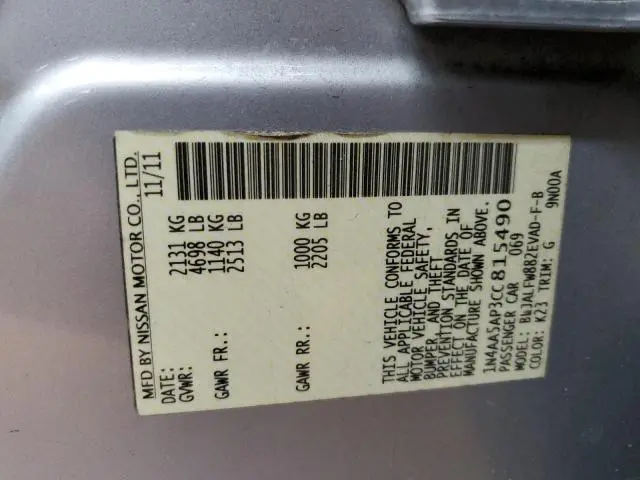 MFD BY NISSAN MOTOR CO., LTD.
DATE: 11/11
GVWR: 2131 KG
4698 LB
GAWR FR.: 1140 KG
2513 LB
GAWR RR.: 1000 KG
2205 LB
THIS VEHICLE CONFORMS TO
ALL APPLICABLE FEDERAL
MOTOR VEHICLE SAFETY,
BUMPER, AND THEFT
PREVENTION STANDARDS IN
EFFECT ON THE DATE OF
MANUFACTURE SHOWN ABOVE.
1N4AA5AP3CC815490
PASSENGER CAR 069
MODEL: BWJALFW882EVAD-F-B
COLOR: K23 TRIM: G 9N00A